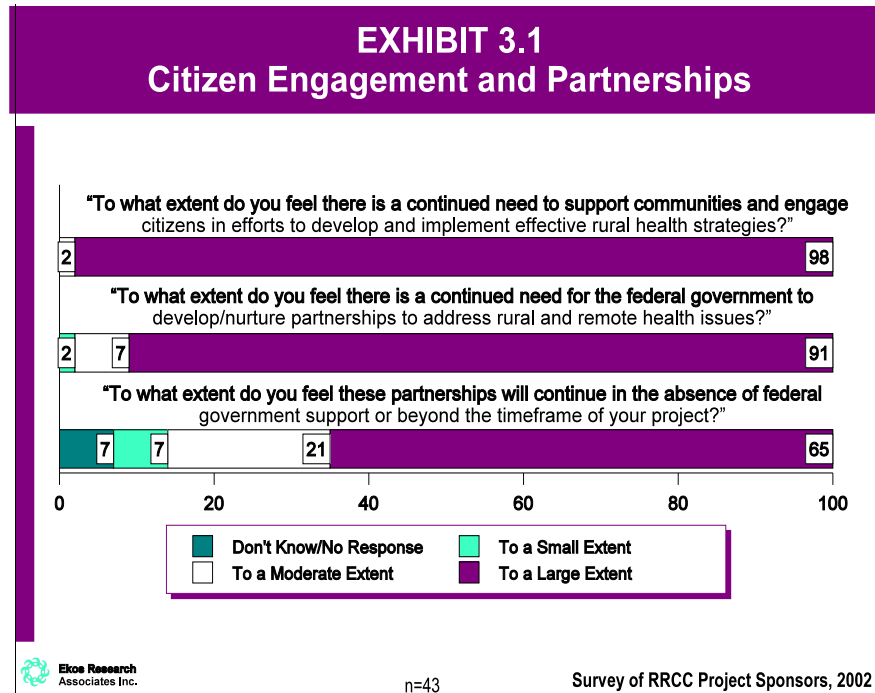 EXHIBIT 3.1
Citizen Engagement and Partnerships
“To what extent do you feel there is a continued need to support communities and engage
citizens in efforts to develop and implement effective rural health strategies?”
2 98
“To what extent do you feel there is a continued need for the federal government to
develop/nurture partnerships to address rural and remote health issues?”
2 7 91
“To what extent do you feel these partnerships will continue in the absence of federal
government support or beyond the timeframe of your project?”
7 7 21 65
0 20 40 60 80 100
Don't Know/No Response To a Small Extent
To a Moderate Extent To a Large Extent
Ekos Research
Associates Inc.
n=43
Survey of RRCC Project Sponsors, 2002